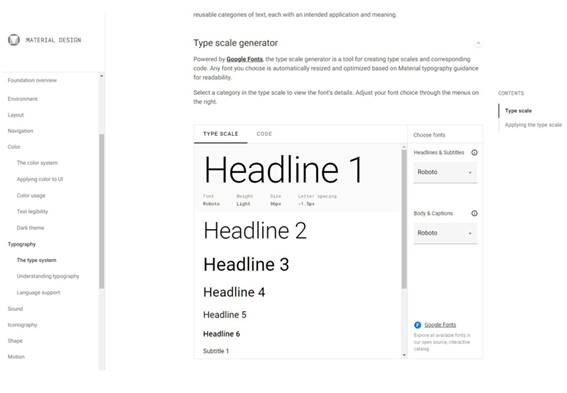 reusable categories of text, each with an intended application and meaning.
MATERIAL DESIGN
Foundation overview
Environment
Layout
Navigation
Color
The color system
Applying color to UI
Color usage
Text legibility
Dark theme
Typography
The type system
Understanding typography
Language support
Sound
Iconography
Shape
Motion
Type scale generator
Powered by Google Fonts, the type scale generator is a tool for creating type scales and corresponding
code. Any font you choose is automatically resized and optimized based on Material typography guidance
for readability.
Select a category in the type scale to view the font's details. Adjust your font choice through the menus on
the right.
TYPE SCALE CODE
Headline 1
Font Weight Size Letter spacing
Roboto Light 96px -1.5px
Headline 2
Headline 3
Headline 4
Headline 5
Headline 6
Subtitle 1
Choose fonts
Headlines & Subtitles
Roboto
Body & Captions
Roboto
Google Fonts
Explore all available fonts in
our open source, interactive
catalog
CONTENTS
Type scale
Applying the type scale